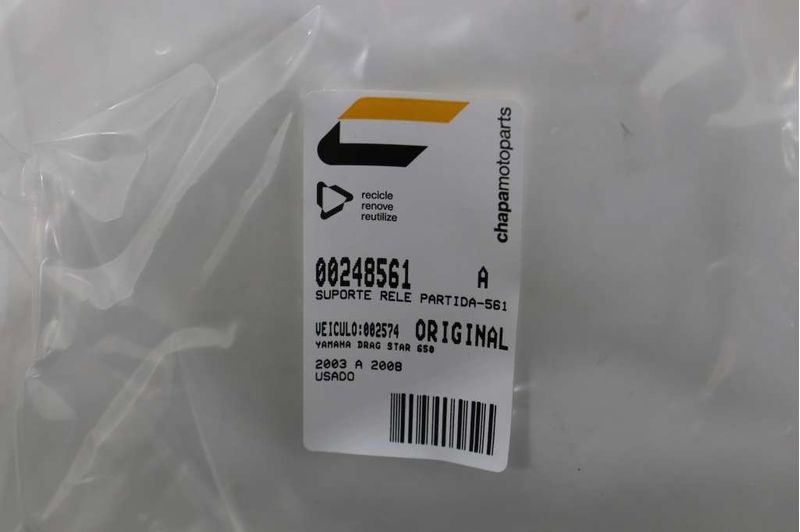 chapamotoparts
recicle
renove
reutilize
00248561 A
SUPORTE RELE PARTIDA-561
VEICULO:002574 ORIGINAL
YAMAHA DRAG STAR 650
2003 A 2008
USADO